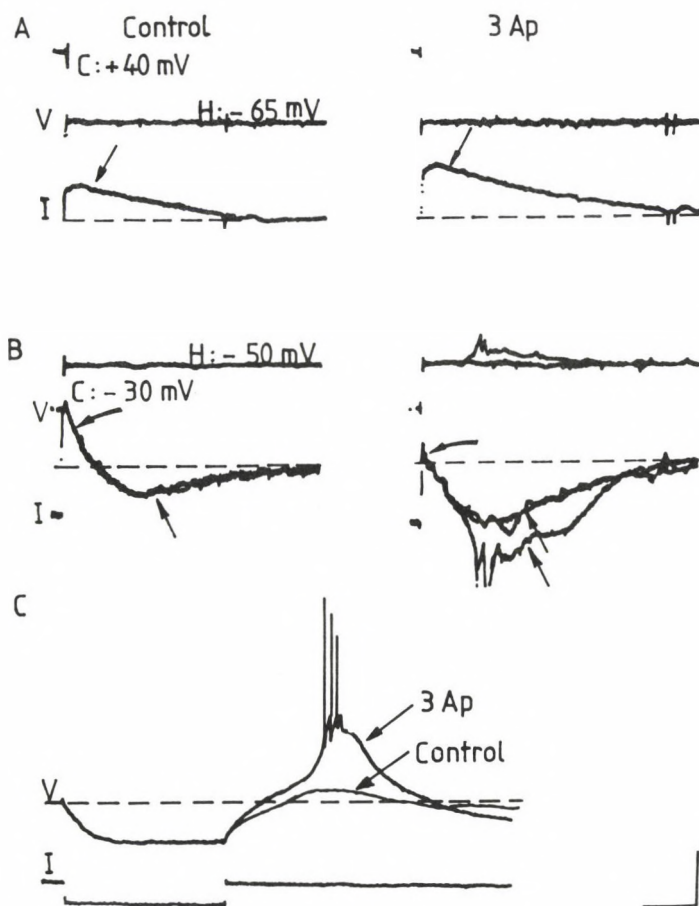 A Control 3 Ap
C:+40 mV
V H:- 65 mV
I
B H:- 50 mV
V C:- 30 mV
I
C
3 Ap
Control
V
I